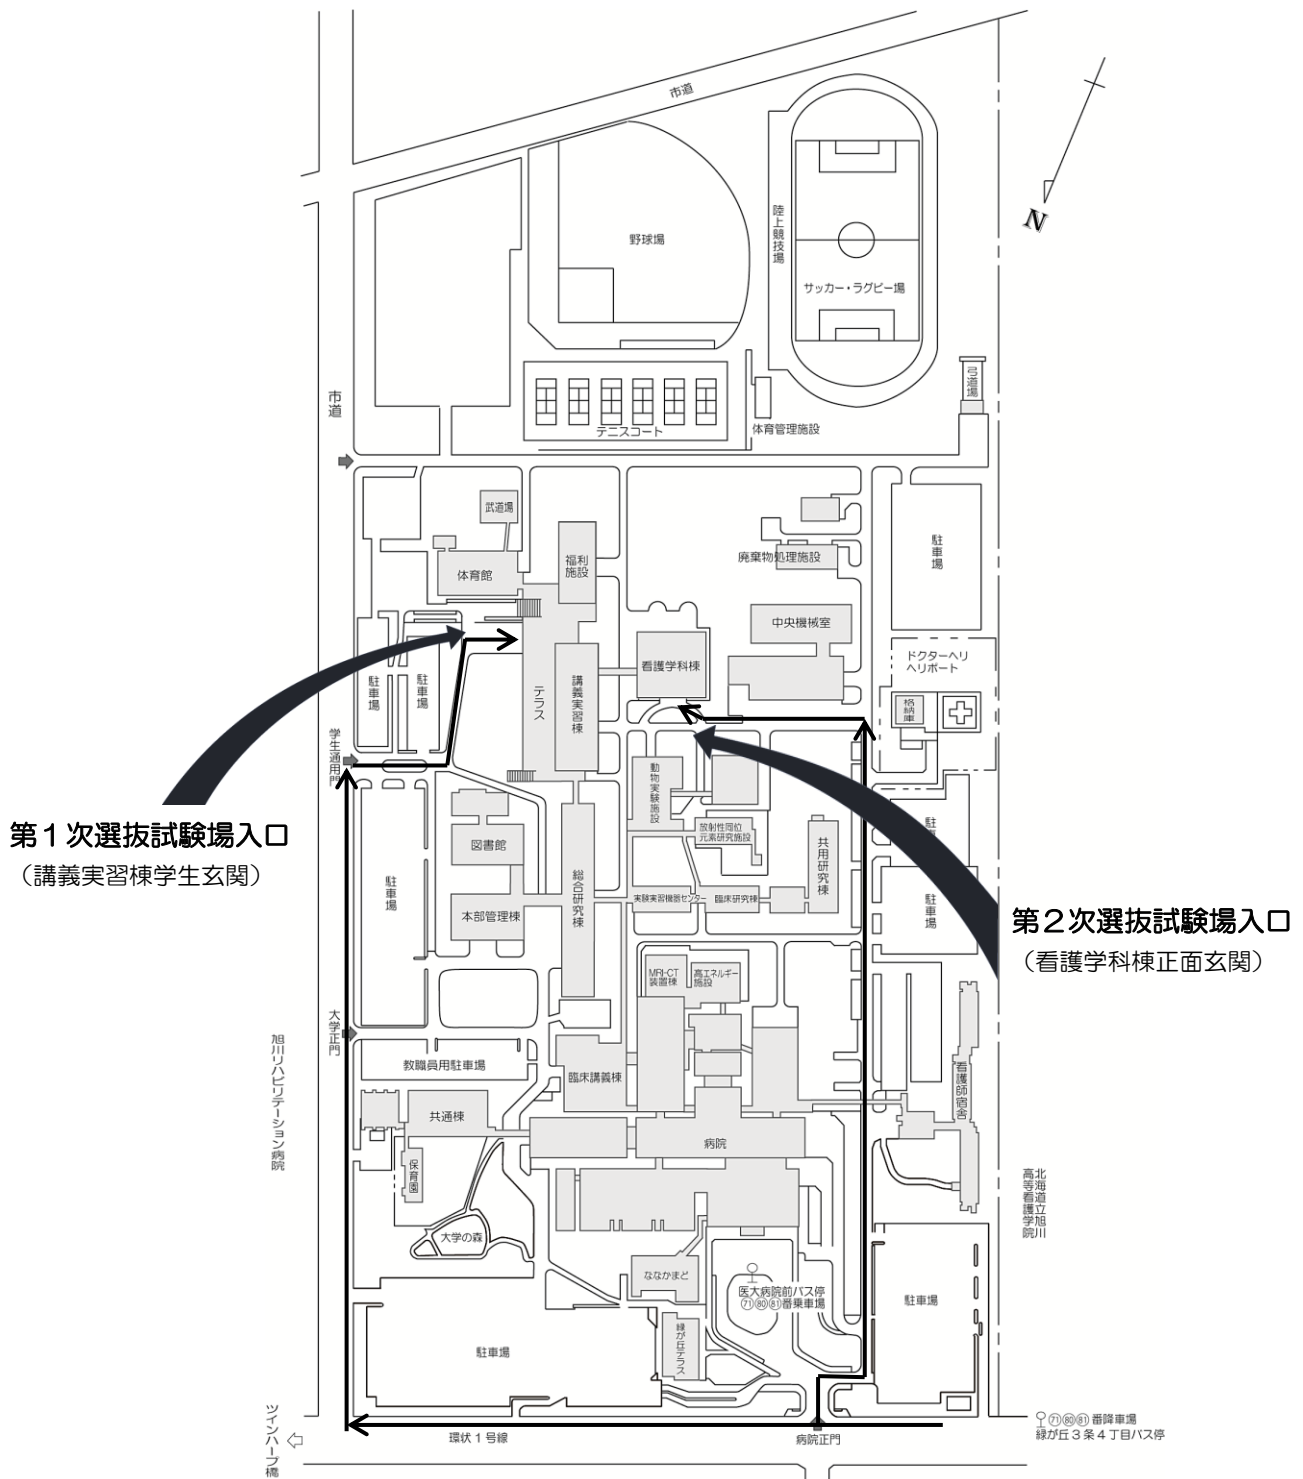 市道
N
野球場
陸上競技場
サッカー・ラグビー場
弓道場
市道
テニスコート
体育管理施設
武道場
福利
施設
体育館
廃棄物処理施設
駐車場
中央機械室
看護学科棟
ドクターヘリ
ヘリポート
格納庫
駐車場
駐車場
テラス
講義実習棟
学生通用門
動物実験施設
第1次選抜試験場入口
(講義実習棟学生玄関)
放射性同位
元素研究施設
共用研究棟
図書館
駐車場
総合研究棟
本部管理棟
実験実習機器センター
臨床研究棟
駐
駐車場
第2次選抜試験場入口
(看護学科棟正面玄関)
MRI-CT
装置棟
高エネルギー
施設
大学正門
旭川リハビリテーション病院
教職員用駐車場
臨床講義棟
看護師宿舎
共通棟
病院
保育園
北海道立旭川
高等看護学院
大学の森
ななかまど
医大病院前バス停
⑦①⑧⓪⑧①番乗車場
駐車場
緑が丘テラス
駐車場
ツインハープ橋
環状1号線
病院正門
⑦①⑧⓪⑧① 番降車場
緑が丘3条4丁目バス停